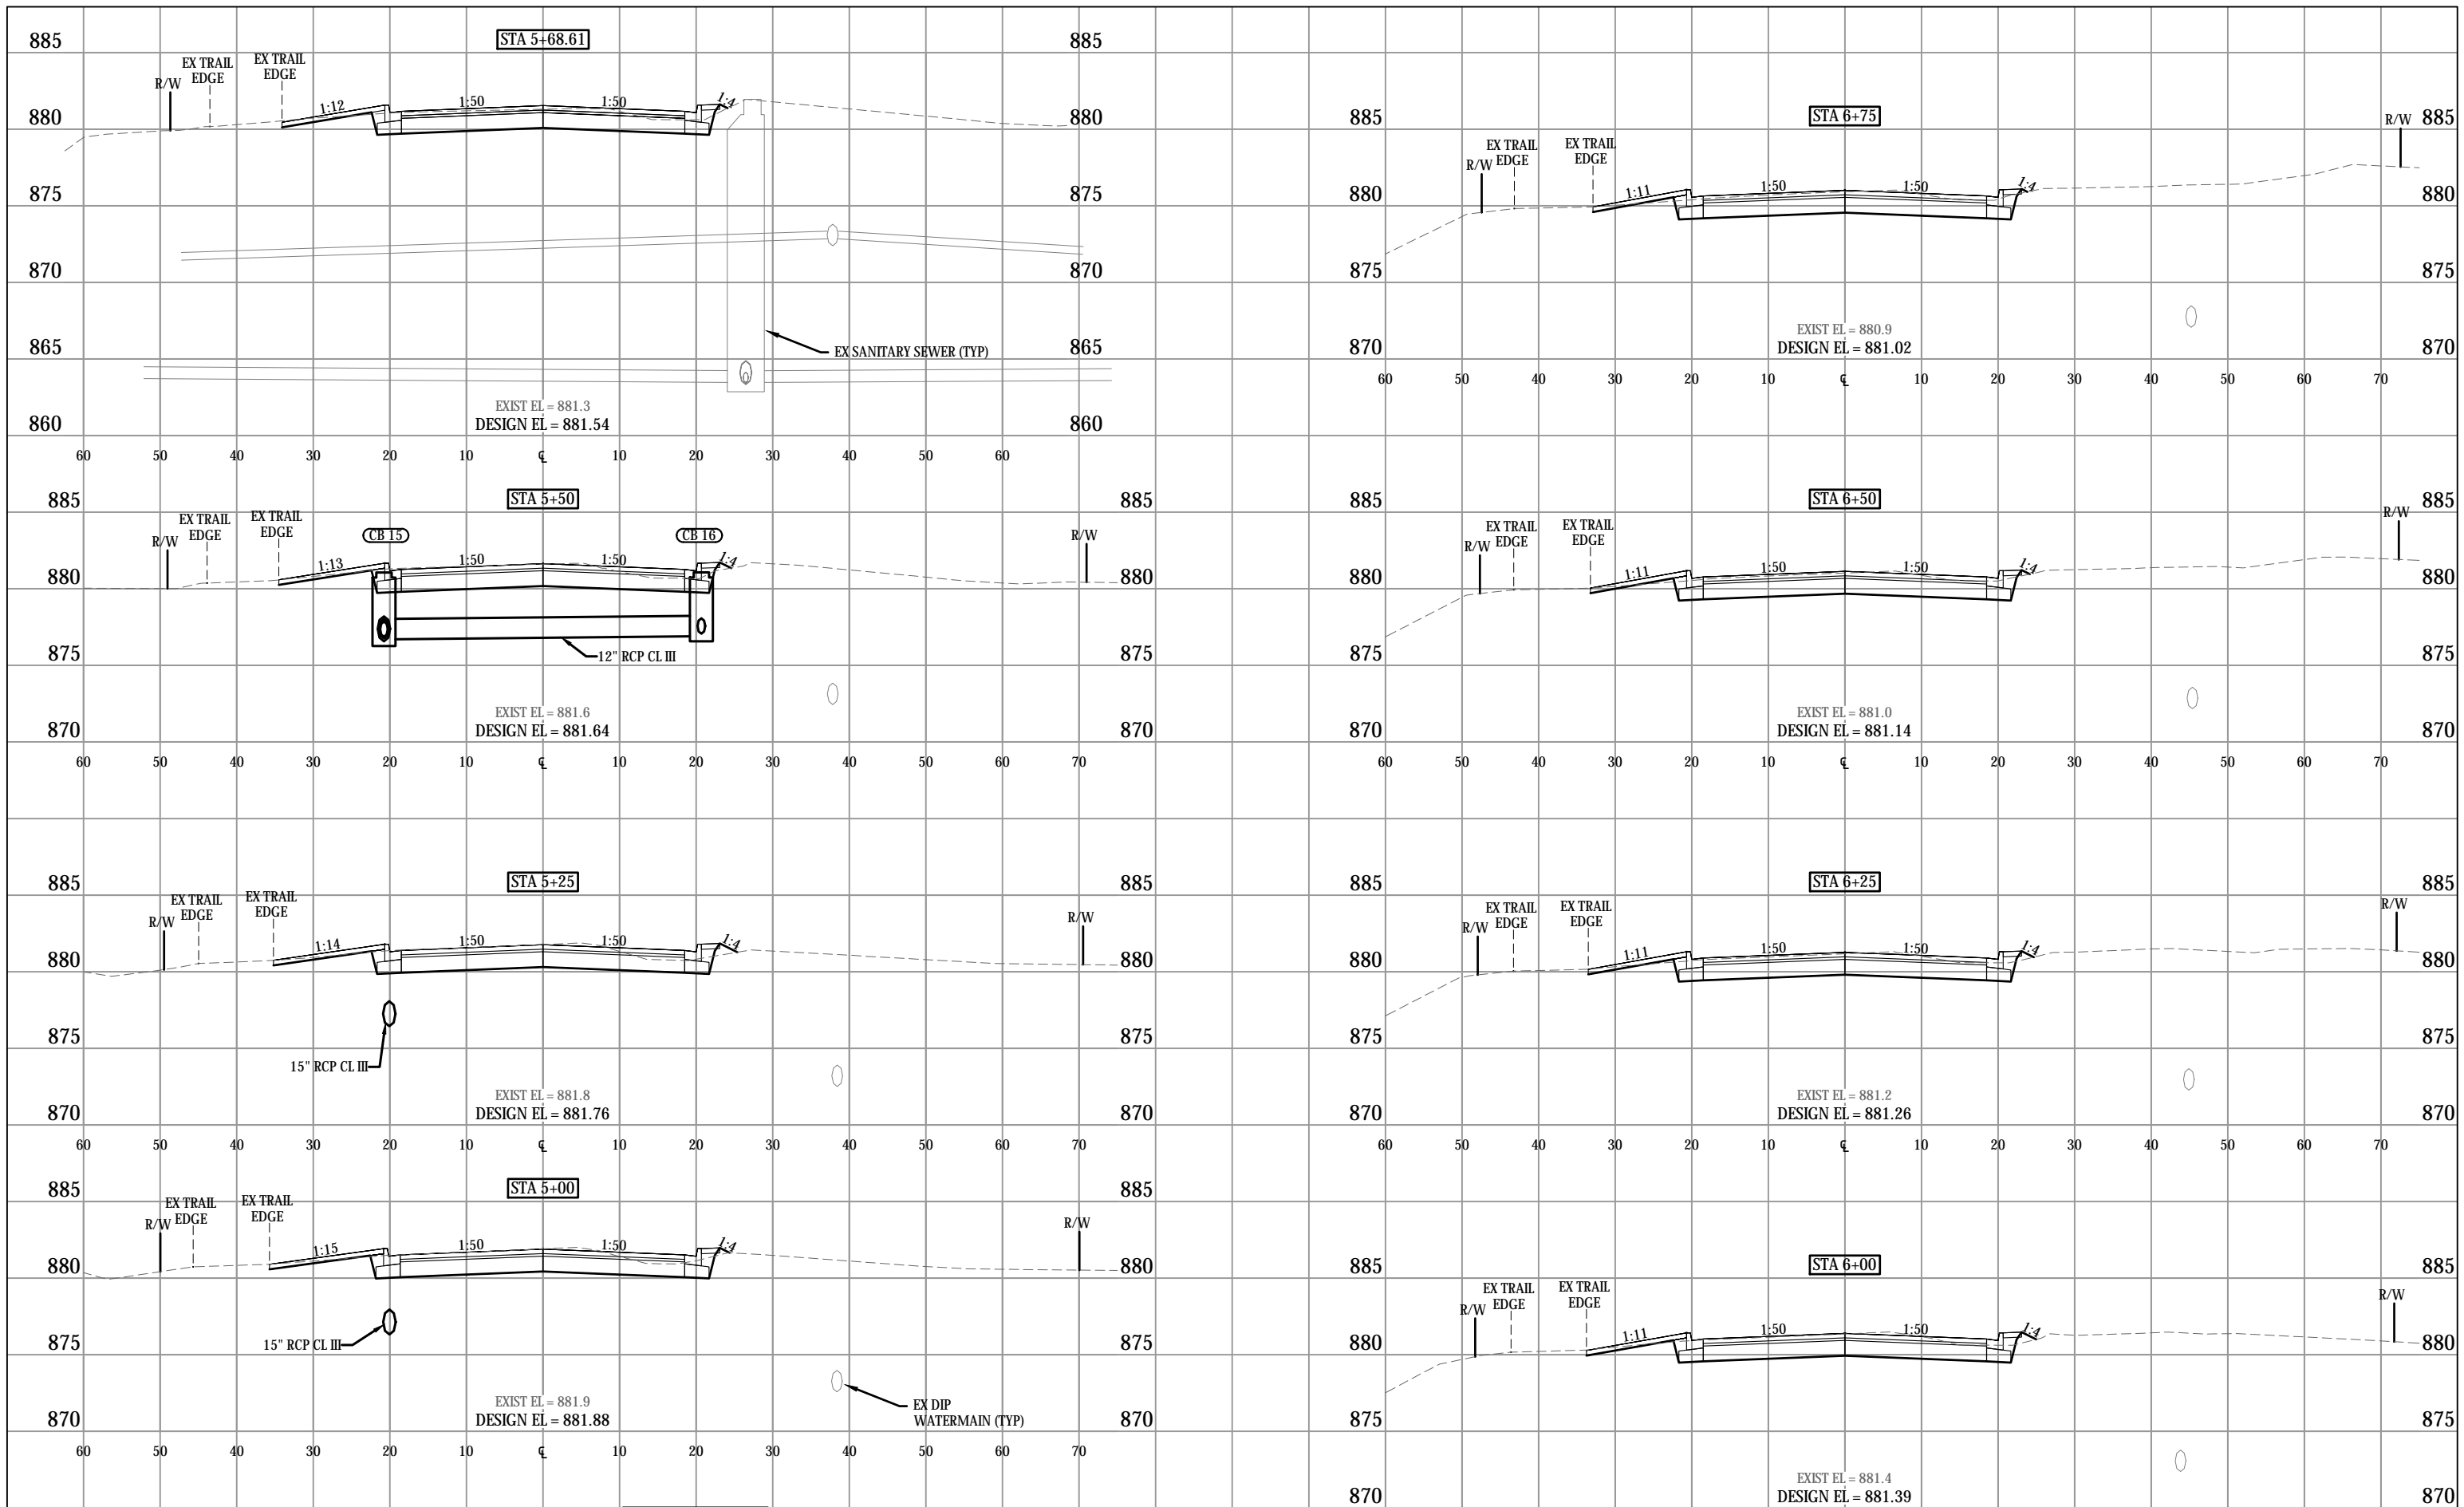 STA 5+68.61
885 885
EX TRAIL
EDGE
EX TRAIL
EDGE
R/W
1:12 1:50 1:50 1:4
880 880
875 875
870 870
865 865
EX SANITARY SEWER (TYP)
EXIST EL = 881.3
DESIGN EL = 881.54
860 860
60 50 40 30 20 10 ℄ 10 20 30 40 50 60
STA 5+50
885 885
EX TRAIL
EDGE
EX TRAIL
EDGE
CB 15 CB 16
R/W R/W
1:13 1:50 1:50 1:4
880 880
12" RCP CL III
875 875
EXIST EL = 881.6
DESIGN EL = 881.64
870 870
60 50 40 30 20 10 ℄ 10 20 30 40 50 60 70
STA 5+25
885 885
EX TRAIL
EDGE
EX TRAIL
EDGE
R/W R/W
1:14 1:50 1:50 1:4
880 880
875 875
15" RCP CL III
EXIST EL = 881.8
DESIGN EL = 881.76
870 870
60 50 40 30 20 10 ℄ 10 20 30 40 50 60 70
STA 5+00
885 885
EX TRAIL
EDGE
EX TRAIL
EDGE
R/W R/W
1:15 1:50 1:50 1:4
880 880
15" RCP CL III
875 875
EXIST EL = 881.9
DESIGN EL = 881.88
EX DIP
WATERMAIN (TYP)
870 870
60 50 40 30 20 10 ℄ 10 20 30 40 50 60 70
STA 6+75
885 885
R/W
EX TRAIL
EDGE
EX TRAIL
EDGE
R/W
1:11 1:50 1:50 1:4
880 880
875 875
EXIST EL = 880.9
DESIGN EL = 881.02
870 870
60 50 40 30 20 10 ℄ 10 20 30 40 50 60 70
STA 6+50
885 885
R/W
EX TRAIL
EDGE
EX TRAIL
EDGE
R/W
1:11 1:50 1:50 1:4
880 880
875 875
EXIST EL = 881.0
DESIGN EL = 881.14
870 870
60 50 40 30 20 10 ℄ 10 20 30 40 50 60 70
STA 6+25
885 885
R/W
EX TRAIL
EDGE
EX TRAIL
EDGE
R/W
1:11 1:50 1:50 1:4
880 880
875 875
EXIST EL = 881.2
DESIGN EL = 881.26
870 870
60 50 40 30 20 10 ℄ 10 20 30 40 50 60 70
STA 6+00
885 885
EX TRAIL
EDGE
EX TRAIL
EDGE
R/W R/W
1:11 1:50 1:50 1:4
880 880
875 875
EXIST EL = 881.4
DESIGN EL = 881.39
870 870